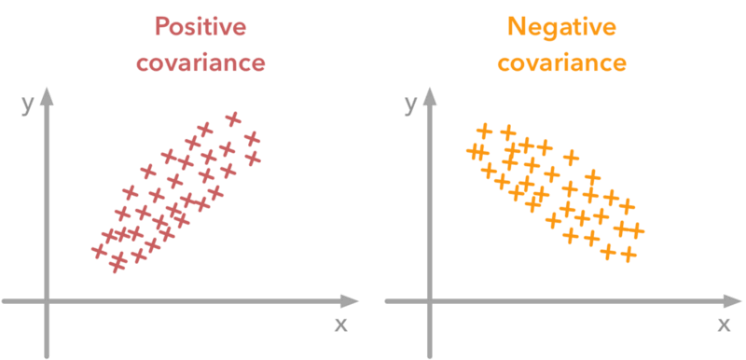 Positive
covariance
Negative
covariance
y
x
y
x